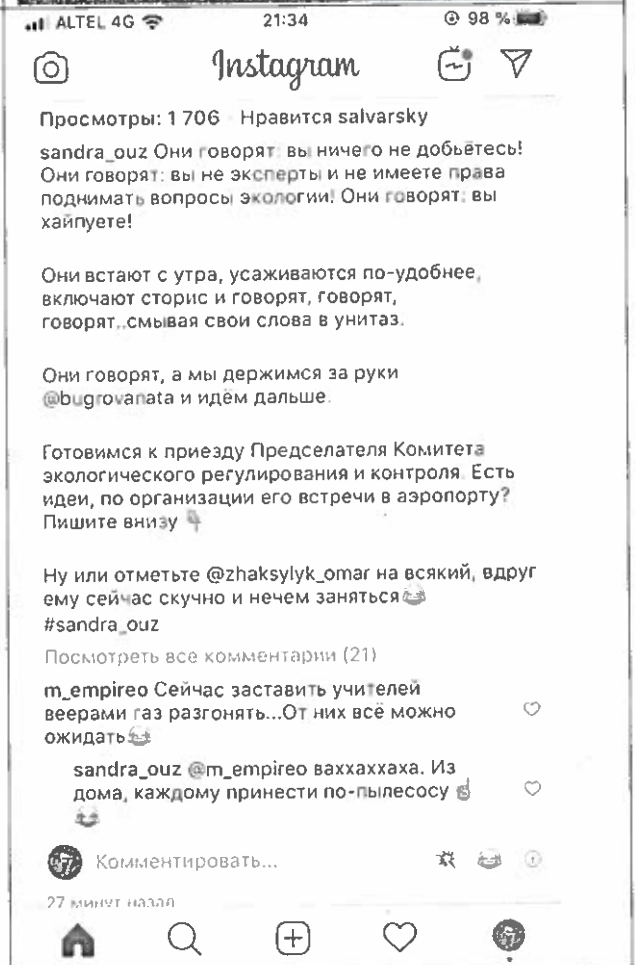 ALTEL 4G 21:34 98 %
Instagram
Просмотры: 1 706 Нравится salvarsky
sandra_ouz Они говорят: вы ничего не добьётесь!
Они говорят: вы не эксперты и не имеете права
поднимать вопросы экологии! Они говорят: вы
хайпуете!
Они встают с утра, усаживаются по-удобнее,
включают сторис и говорят, говорят,
говорят..смывая свои слова в унитаз.
Они говорят, а мы держимся за руки
@bugrovanata и идём дальше.
Готовимся к приезду Председателя Комитета
экологического регулирования и контроля. Есть
идеи, по организации его встречи в аэропорту?
Пишите внизу 👇
Ну или отметьте @zhaksylyk_omar на всякий, вдруг
ему сейчас скучно и нечем заняться😂
#sandra_ouz
Посмотреть все комментарии (21)
m_empireo Сейчас заставить учителей
веерами газ разгонять...От них всё можно
ожидать😂
sandra_ouz @m_empireo ваххаххаха. Из
дома, каждому принести по-пылесосу ☝
😂
Комментировать...
27 минут назад